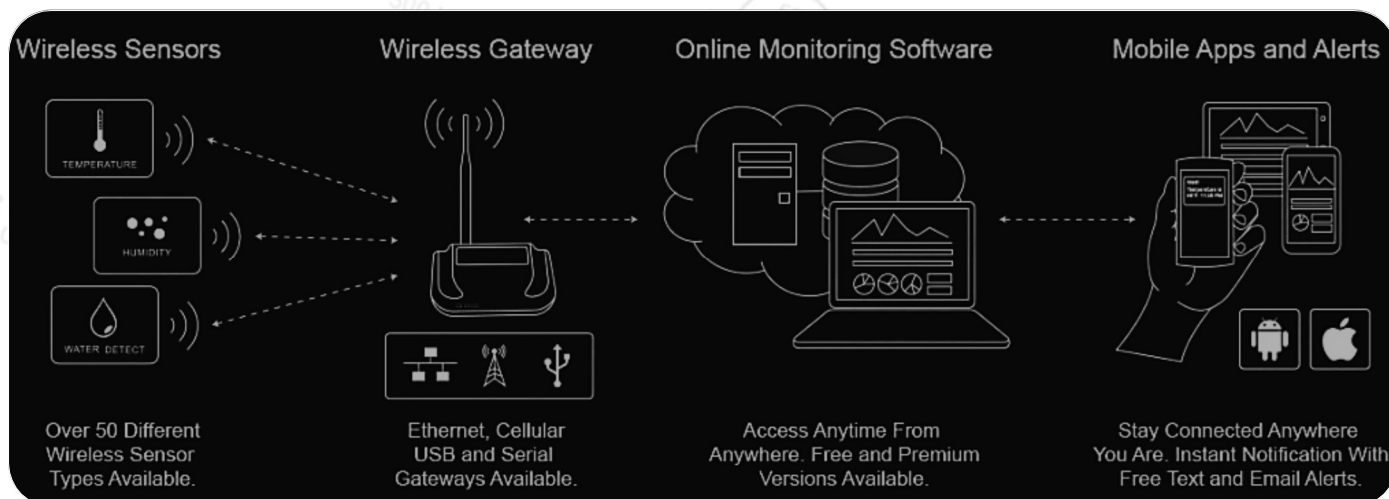 Wireless Sensors
Wireless Gateway
Online Monitoring Software
Mobile Apps and Alerts
TEMPERATURE
HUMIDITY
WATER DETECT
Over 50 Different
Wireless Sensor
Types Available.
Ethernet, Cellular
USB and Serial
Gateways Available.
Access Anytime From
Anywhere. Free and Premium
Versions Available.
Stay Connected Anywhere
You Are. Instant Notification With
Free Text and Email Alerts.